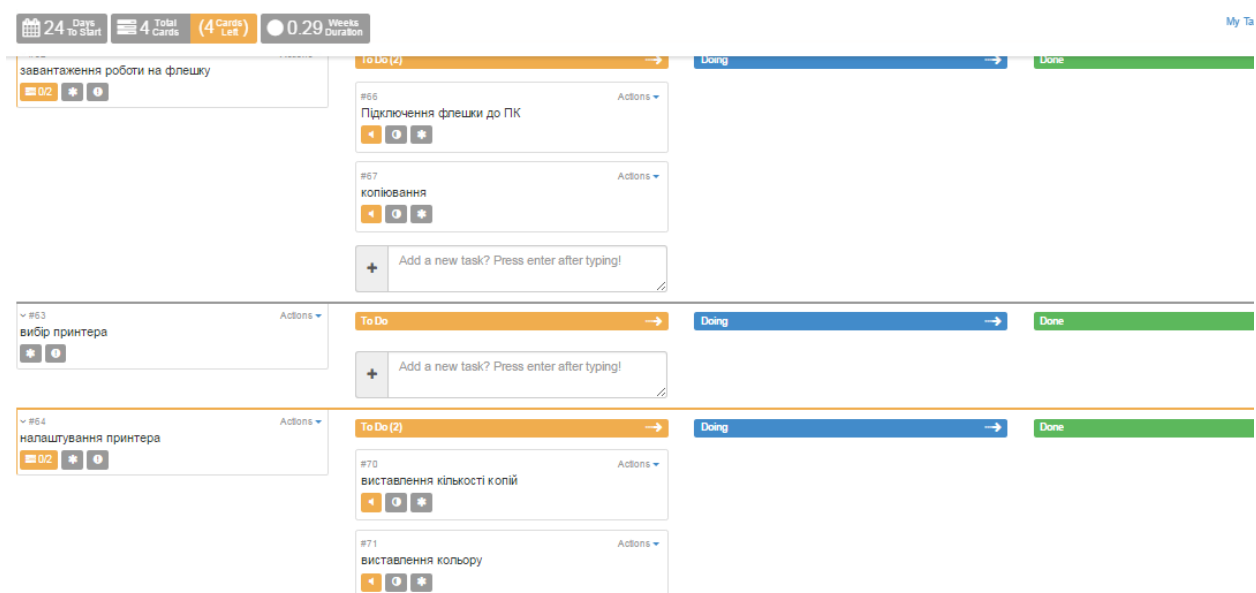 24 Days To Start 4 Total Cards (4 Cards Left) 0.29 Weeks Duration
My Ta
завантаження роботи на флешку
0/2
To Do (2)
Doing
Done
#66 Actions
Підключення флешки до ПК
#67 Actions
копіювання
Add a new task? Press enter after typing!
#63 Actions
вибір принтера
To Do
Doing
Done
Add a new task? Press enter after typing!
#64 Actions
налаштування принтера
0/2
To Do (2)
Doing
Done
#70 Actions
виставлення кількості копій
#71 Actions
виставлення кольору